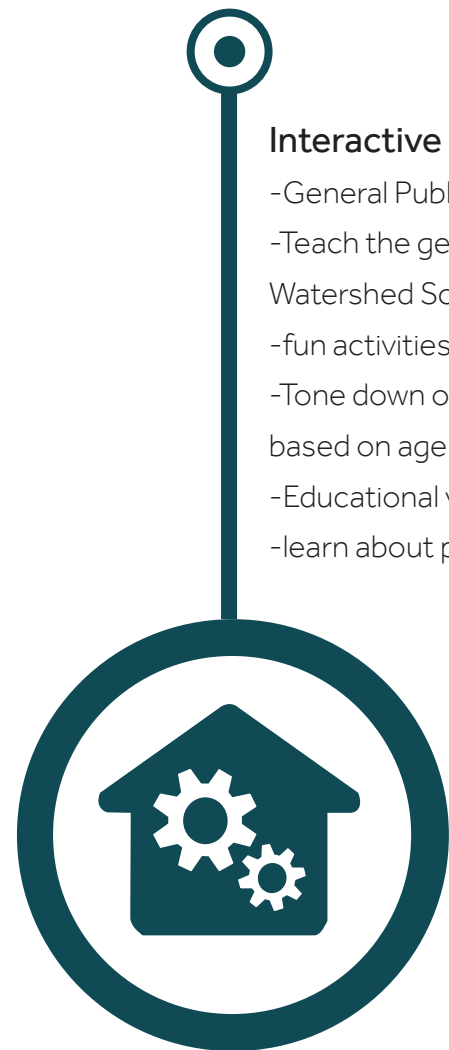 Interactive
-General Publ
-Teach the ge
Watershed Sc
-fun activities
-Tone down o
based on age
-Educational v
-learn about p